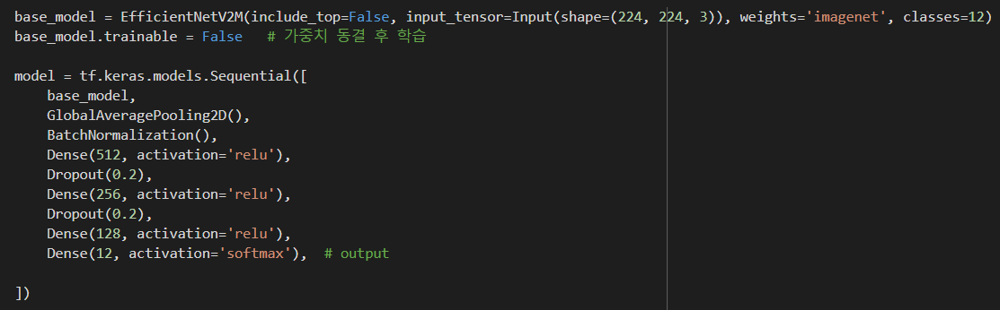 base_model = EfficientNetV2M(include_top=False, input_tensor=Input(shape=(224, 224, 3)), weights='imagenet', classes=12)
base_model.trainable = False   # 가중치 동결 후 학습

model = tf.keras.models.Sequential([
    base_model,
    GlobalAveragePooling2D(),
    BatchNormalization(),
    Dense(512, activation='relu'),
    Dropout(0.2),
    Dense(256, activation='relu'),
    Dropout(0.2),
    Dense(128, activation='relu'),
    Dense(12, activation='softmax'),  # output

])